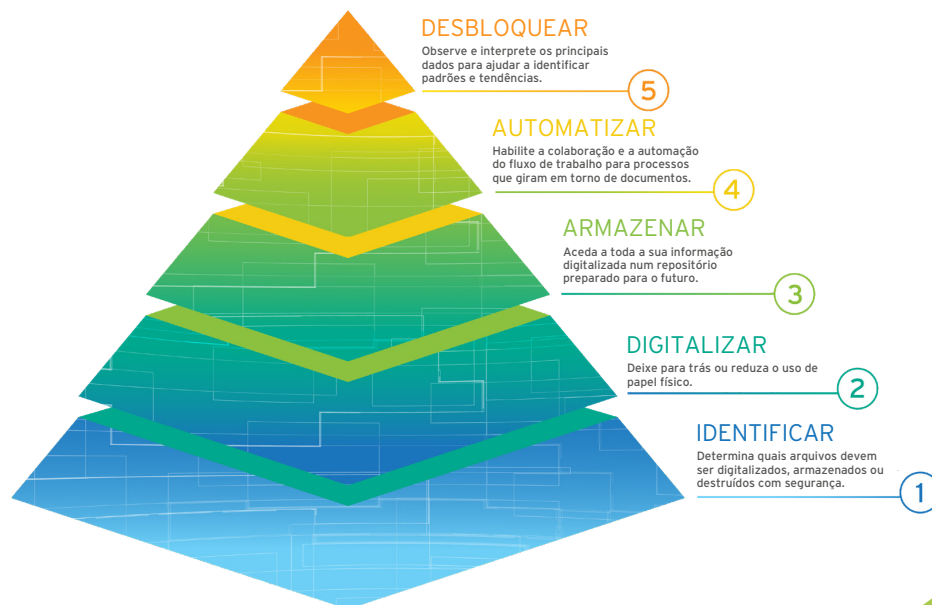 DESBLOQUEAR
Observe e interprete os principais
dados para ajudar a identificar
padrões e tendências.
5
AUTOMATIZAR
Habilite a colaboração e a automação
do fluxo de trabalho para processos
que giram em torno de documentos.
4
ARMAZENAR
Aceda a toda a sua informação
digitalizada num repositório
preparado para o futuro.
3
DIGITALIZAR
Deixe para trás ou reduza o uso de
papel físico.
2
IDENTIFICAR
Determina quais arquivos devem
ser digitalizados, armazenados ou
destruídos com segurança.
1